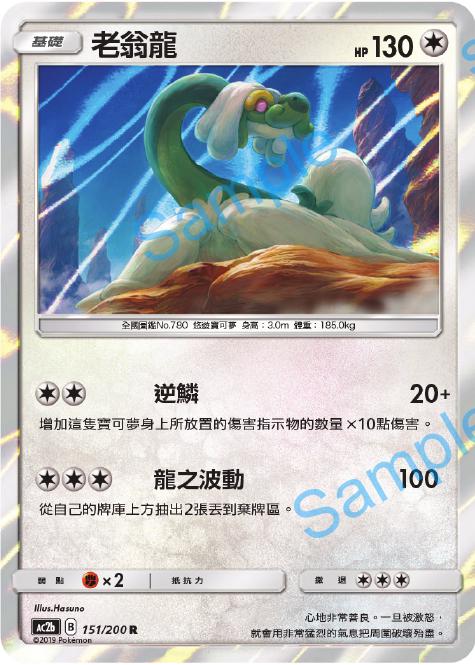 基礎 老翁龍 HP 130
Sample
全國圖鑑No.780 悠遊寶可夢 身高：3.0m 體重：185.0kg
逆鱗 20+
增加這隻寶可夢身上所放置的傷害指示物的數量×10點傷害。
龍之波動 100
從自己的牌庫上方抽出2張丟到棄牌區。
Sample
弱點 ×2 抵抗力 撤退
Illus.Hasuno
AC2b B 151/200 R
©2019 Pokémon
心地非常善良。一旦被激怒，
就會用非常猛烈的氣息把周圍破壞殆盡。